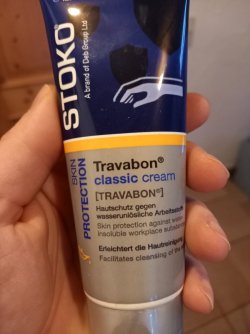 STOKO®
A brand of Deb Group Ltd
SKIN
PROTECTION
Travabon®
classic cream
[TRAVABON®]
Hautschutz gegen
wasserunlösliche Arbeitsstoffe
Skin protection against water
insoluble workplace substances
Erleichtert die Hautreinigung
Facilitates cleansing of the